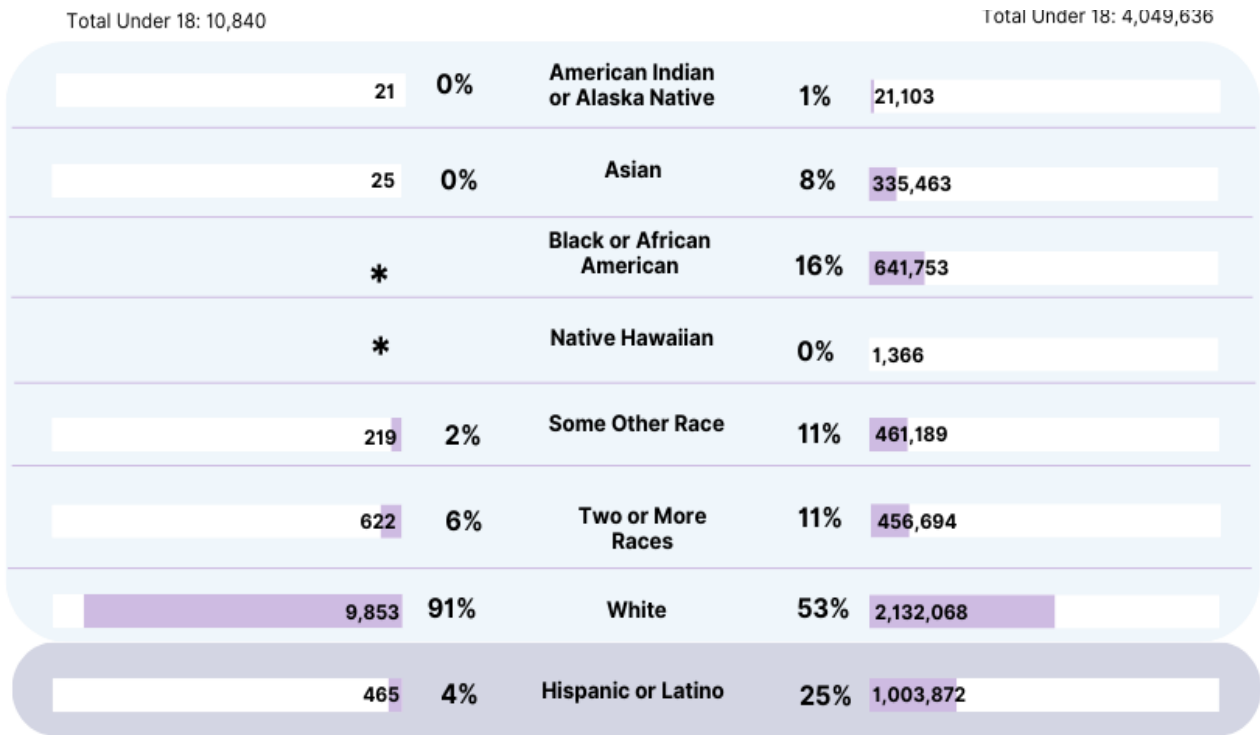 Total Under 18: 10,840
Total Under 18: 4,049,636
21 0% American Indian or Alaska Native 1% 21,103
25 0% Asian 8% 335,463
* Black or African American 16% 641,753
* Native Hawaiian 0% 1,366
219 2% Some Other Race 11% 461,189
622 6% Two or More Races 11% 456,694
9,853 91% White 53% 2,132,068
465 4% Hispanic or Latino 25% 1,003,872